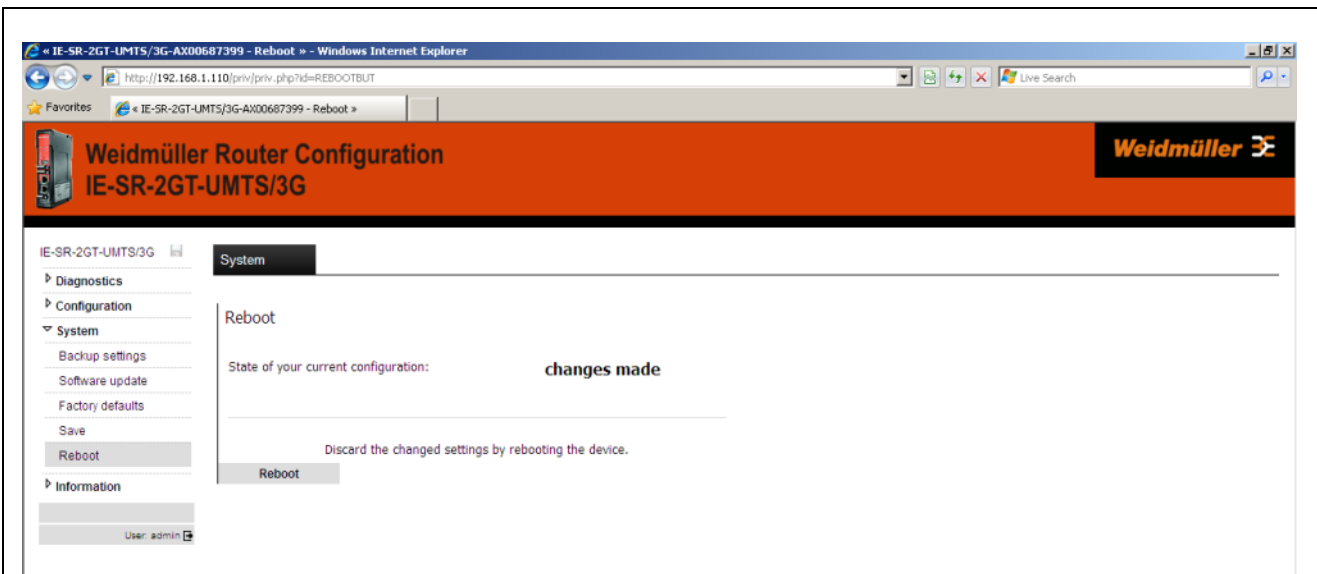 « IE-SR-2GT-UMTS/3G-AX00687399 - Reboot » - Windows Internet Explorer
http://192.168.1.110/priv/priv.php?id=REBOOTBUT
Live Search
Favorites
« IE-SR-2GT-UMTS/3G-AX00687399 - Reboot »
Weidmüller Router Configuration
IE-SR-2GT-UMTS/3G
Weidmüller
IE-SR-2GT-UMTS/3G
System
Diagnostics
Configuration
System
Backup settings
Software update
Factory defaults
Save
Reboot
Information
User: admin
Reboot
State of your current configuration: changes made
Discard the changed settings by rebooting the device.
Reboot